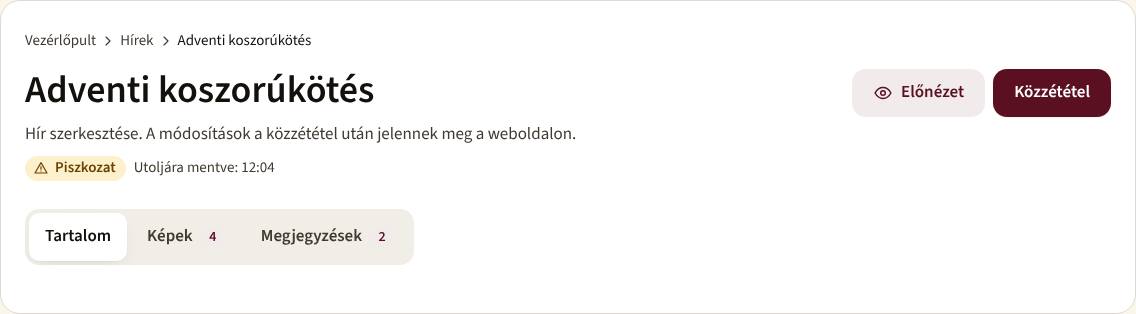 Vezérlőpult > Hírek > Adventi koszorúkötés
Adventi koszorúkötés
Előnézet
Közzététel
Hír szerkesztése. A módosítások a közzététel után jelennek meg a weboldalon.
Piszkozat Utoljára mentve: 12:04
Tartalom Képek 4 Megjegyzések 2